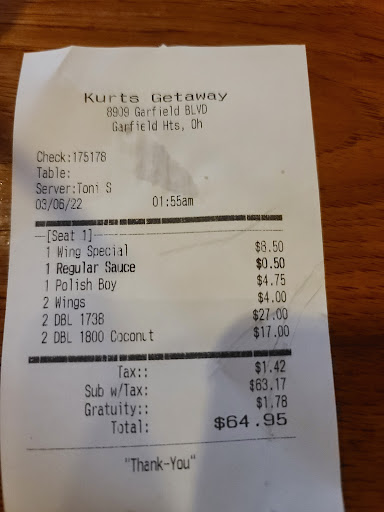 Kurts Getaway
8909 Garfield BLVD
Garfield Hts, Oh
Check:175178
Table:
Server:Toni S
03/06/22 01:55am
[Seat 1]
1 Wing Special $8.50
1 Regular Sauce $0.50
1 Polish Boy $4.75
2 Wings $4.00
2 DBL 1738 $27.00
2 DBL 1800 Coconut $17.00
Tax:: $1.42
Sub w/Tax: $63.17
Gratuity:: $1.78
Total: $64.95
"Thank-You"